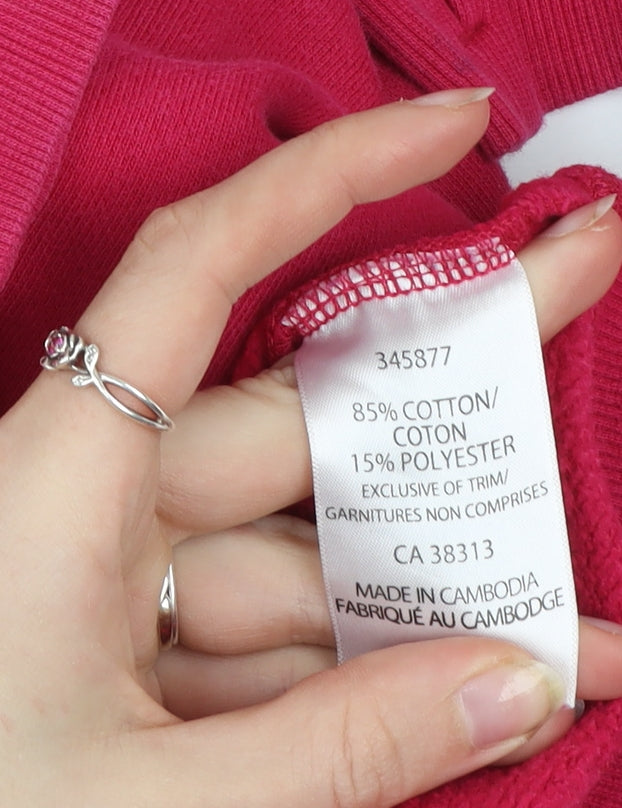 345877
85% COTTON/
COTON
15% POLYESTER
EXCLUSIVE OF TRIM/
GARNITURES NON COMPRISES
CA 38313
MADE IN CAMBODIA
FABRIQUÉ AU CAMBODGE